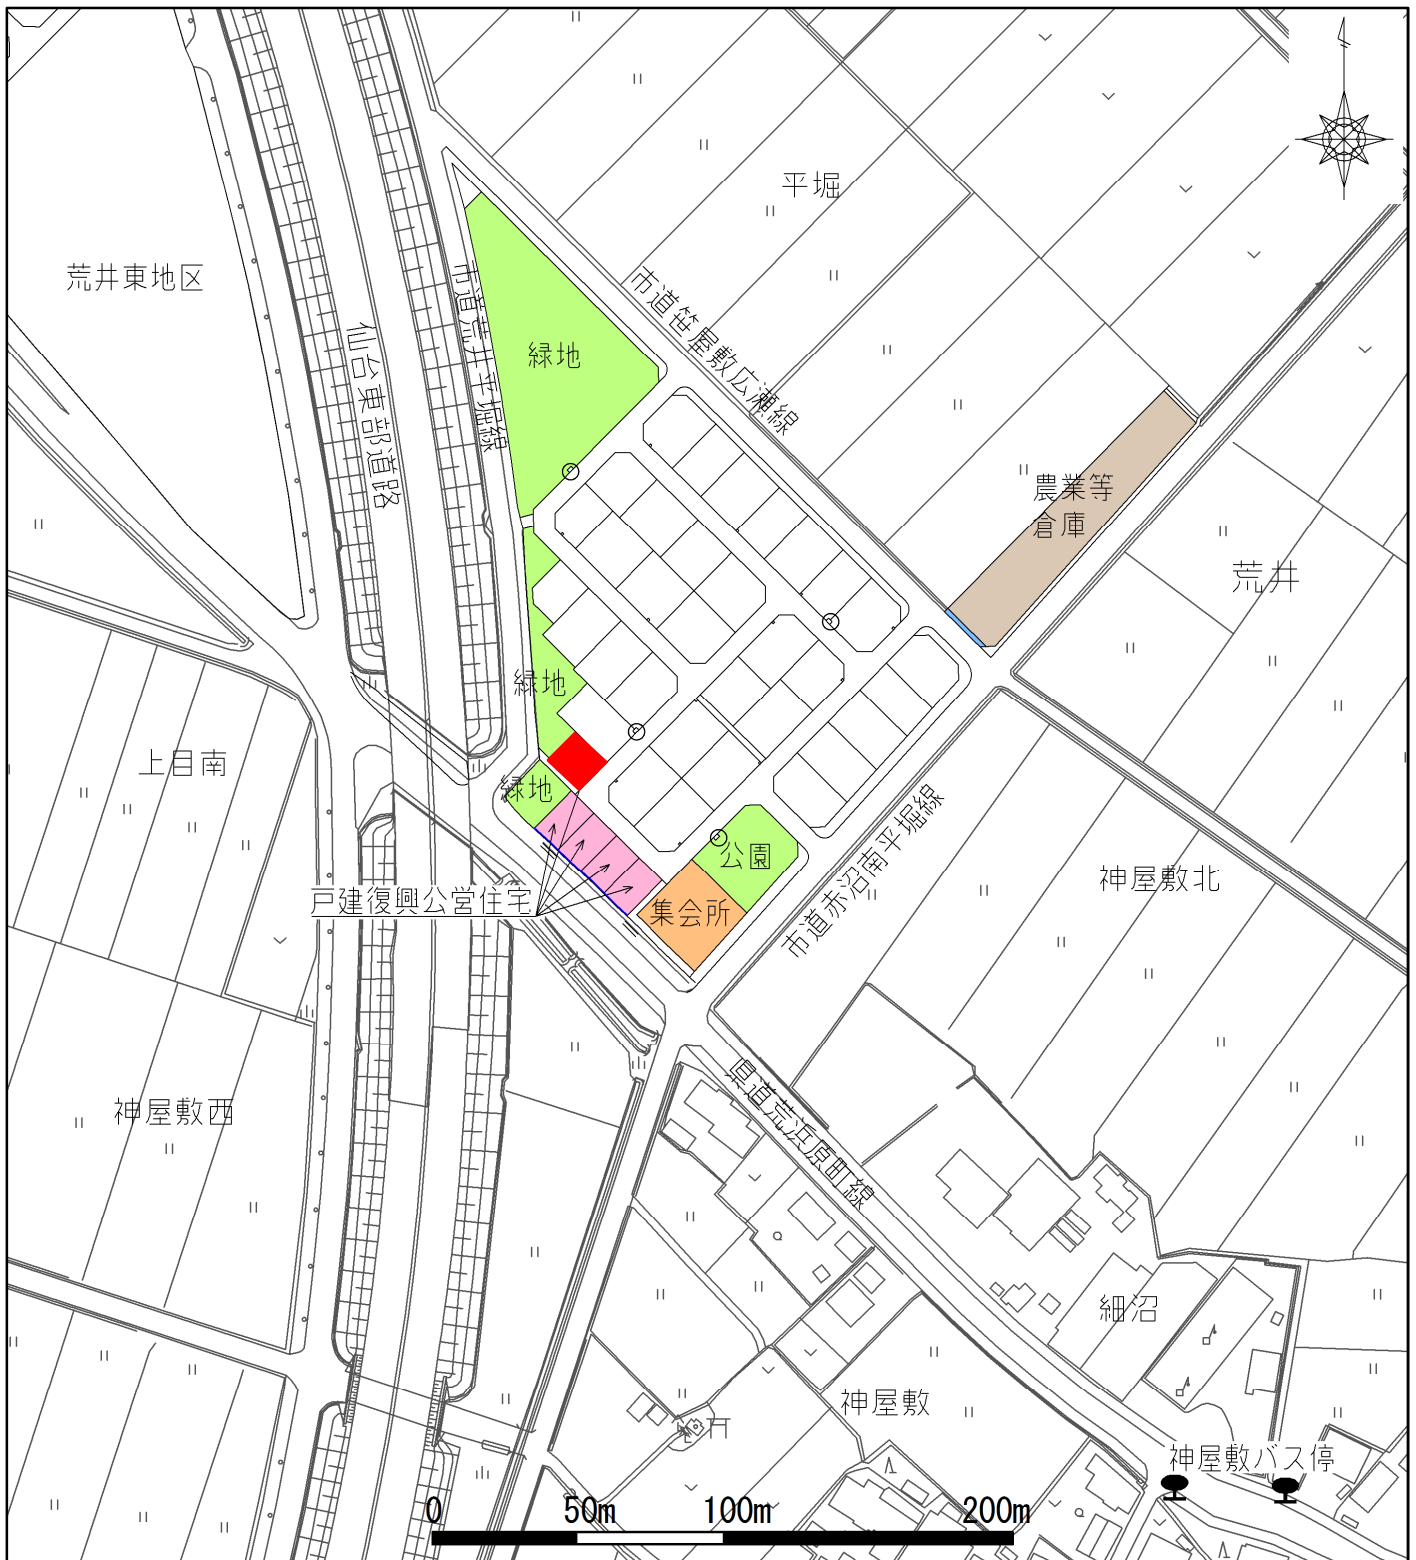 平堀
荒井東地区
市道笹屋敷広瀬線
市道荒井平堀線
仙台東部道路
緑地
農業等
倉庫
荒井
緑地
上目南
緑地
公園
神屋敷北
市道赤沼南平堀線
戸建復興公営住宅
集会所
神屋敷西
県道荒浜原町線
細沼
神屋敷
神屋敷バス停
0 50m 100m 200m